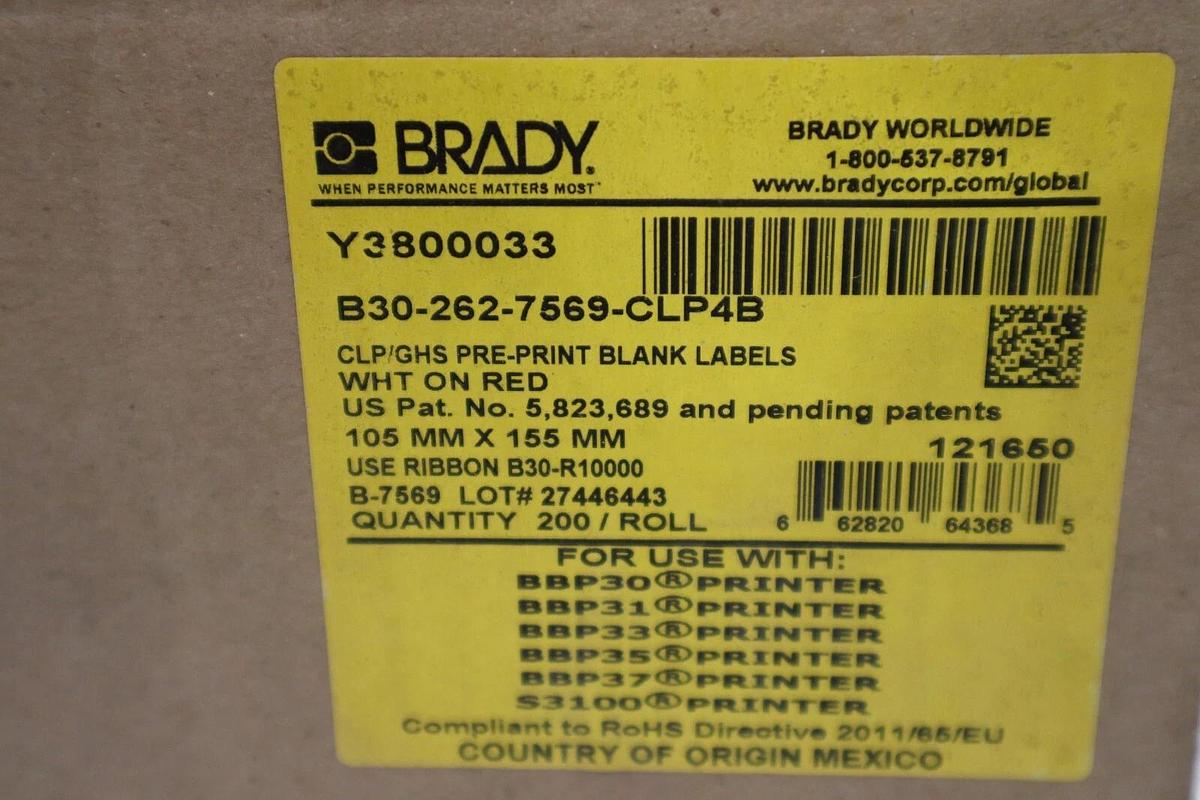 BRADY.
WHEN PERFORMANCE MATTERS MOST™
BRADY WORLDWIDE
1-800-537-8791
www.bradycorp.com/global
Y3800033
B30-262-7569-CLP4B
CLP/GHS PRE-PRINT BLANK LABELS
WHT ON RED
US Pat. No. 5,823,689 and pending patents
105 MM X 155 MM
121650
USE RIBBON B30-R10000
B-7569 LOT# 27446443
QUANTITY 200 / ROLL
6 62820 64368 5
FOR USE WITH:
BBP30®PRINTER
BBP31®PRINTER
BBP33®PRINTER
BBP35®PRINTER
BBP37®PRINTER
S3100®PRINTER
Compliant to RoHS Directive 2011/65/EU
COUNTRY OF ORIGIN MEXICO